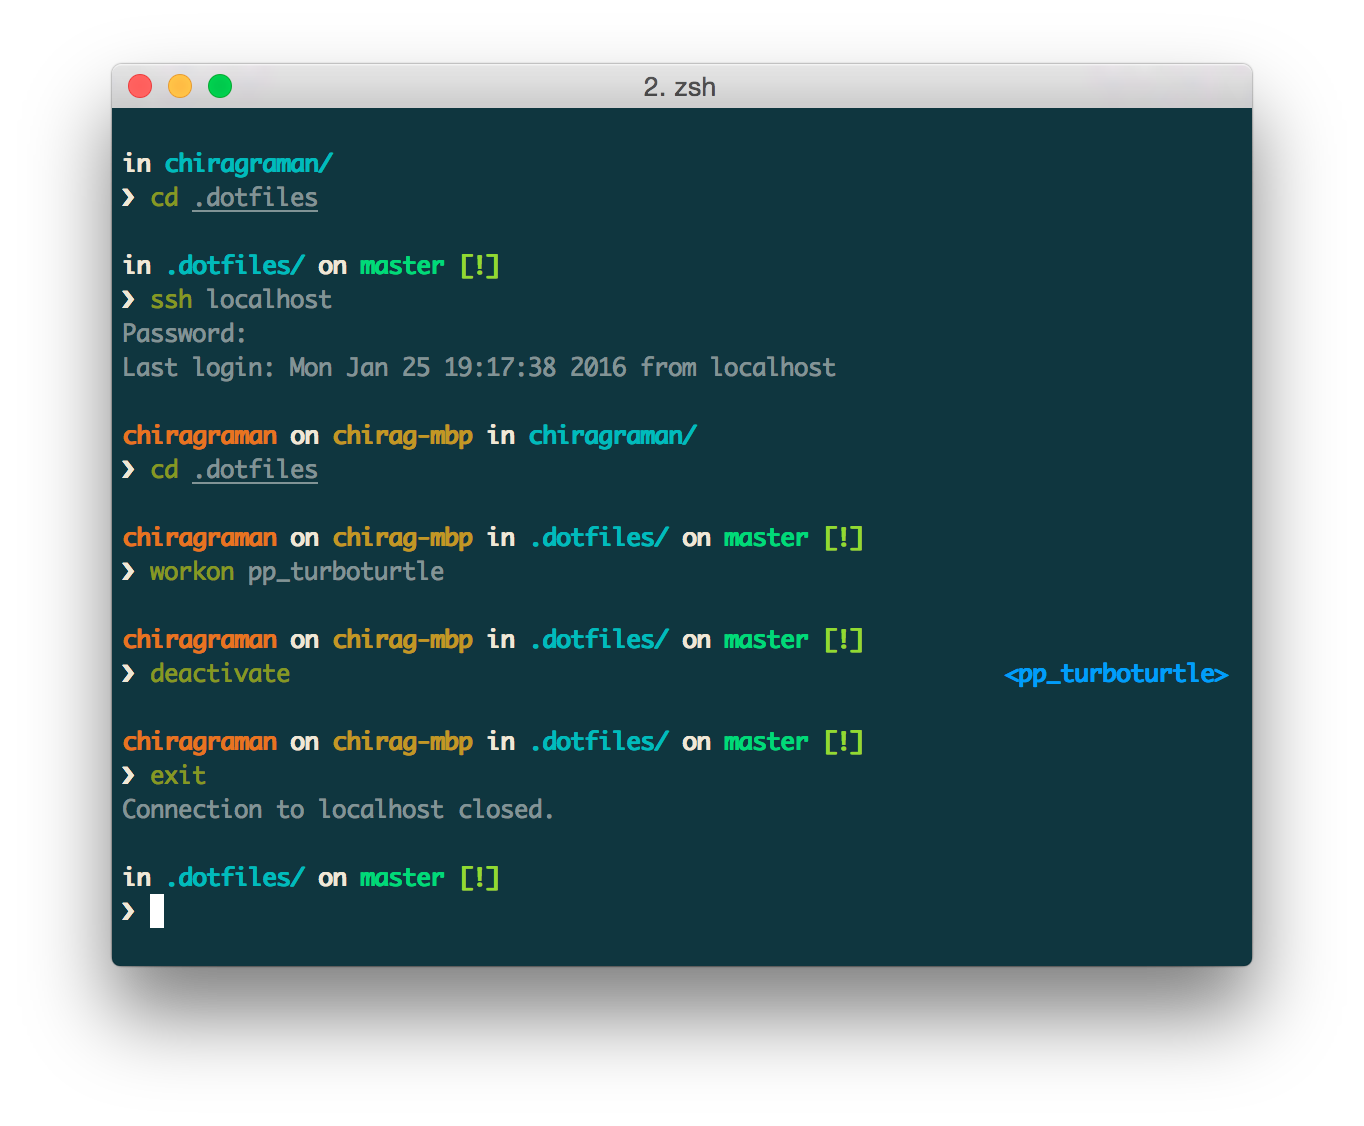 2. zsh
in chiragraman/
❯ cd .dotfiles
in .dotfiles/ on master [!]
❯ ssh localhost
Password:
Last login: Mon Jan 25 19:17:38 2016 from localhost
chiragraman on chirag-mbp in chiragraman/
❯ cd .dotfiles
chiragraman on chirag-mbp in .dotfiles/ on master [!]
❯ workon pp_turboturtle
chiragraman on chirag-mbp in .dotfiles/ on master [!]
❯ deactivate <pp_turboturtle>
chiragraman on chirag-mbp in .dotfiles/ on master [!]
❯ exit
Connection to localhost closed.
in .dotfiles/ on master [!]
❯